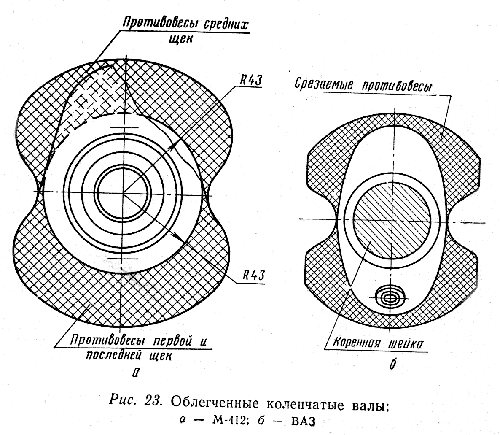 Противовесы средних
щек
R43
Срезаемые противовесы
R43
Противовесы первой и
последней щек
Коренная шейка
а
б
Рис. 23. Облегченные коленчатые валы:
а — М-412; б — ВАЗ